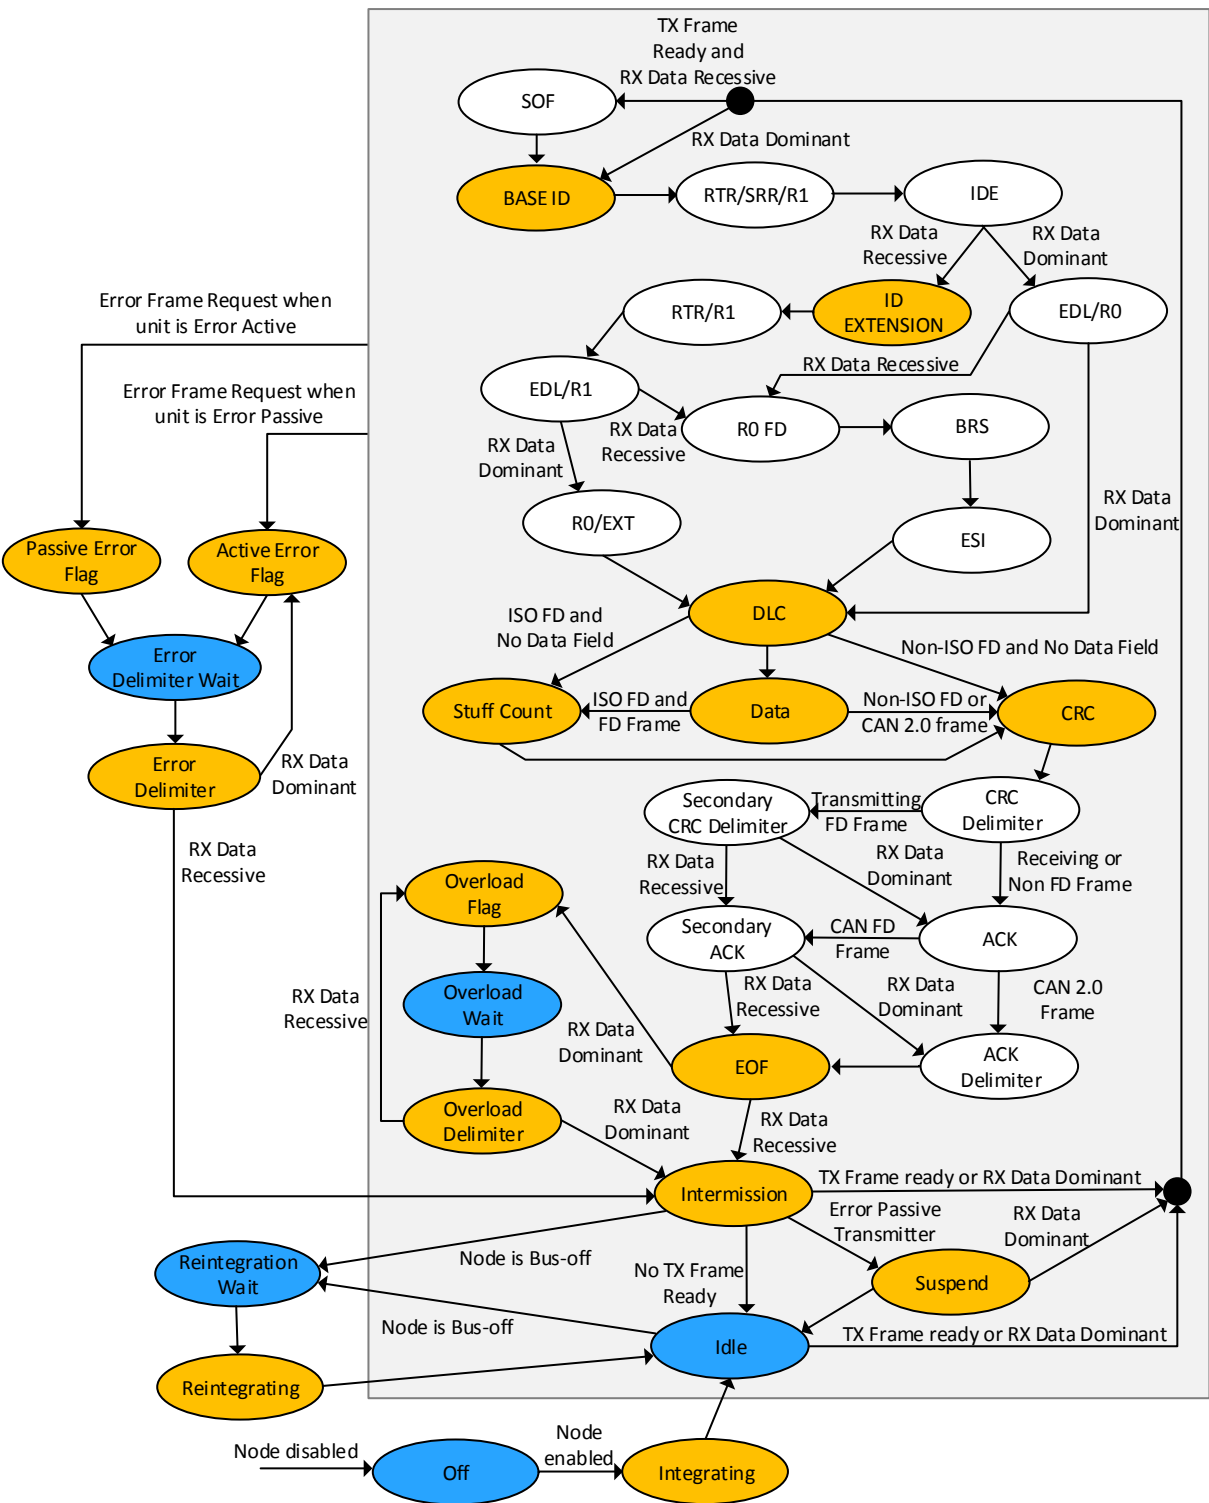 TX Frame
Ready and
RX Data Recessive
SOF
RX Data Dominant
BASE ID
RTR/SRR/R1
IDE
RX Data
Recessive
RX Data
Dominant
Error Frame Request when
unit is Error Active
RTR/R1
ID
EXTENSION
EDL/R0
RX Data Recessive
Error Frame Request when
unit is Error Passive
EDL/R1
RX Data
Recessive
R0 FD
BRS
RX Data
Dominant
RX Data
Dominant
R0/EXT
ESI
Passive Error
Flag
Active Error
Flag
DLC
ISO FD and
No Data Field
Non-ISO FD and No Data Field
Error
Delimiter Wait
Stuff Count
ISO FD and
FD Frame
Data
Non-ISO FD or
CAN 2.0 frame
CRC
Error
Delimiter
RX Data
Dominant
Secondary
CRC Delimiter
Transmitting
FD Frame
CRC
Delimiter
RX Data
Recessive
RX Data
Recessive
RX Data
Dominant
Receiving or
Non FD Frame
Overload
Flag
Secondary
ACK
CAN FD
Frame
ACK
RX Data
Recessive
Overload
Wait
RX Data
Dominant
RX Data
Recessive
RX Data
Dominant
CAN 2.0
Frame
EOF
ACK
Delimiter
Overload
Delimiter
RX Data
Dominant
RX Data
Recessive
Intermission
TX Frame ready or RX Data Dominant
Error Passive
Transmitter
RX Data
Dominant
Reintegration
Wait
Node is Bus-off
No TX Frame
Ready
Suspend
Node is Bus-off
Idle
TX Frame ready or RX Data Dominant
Reintegrating
Node disabled
Off
Node
enabled
Integrating